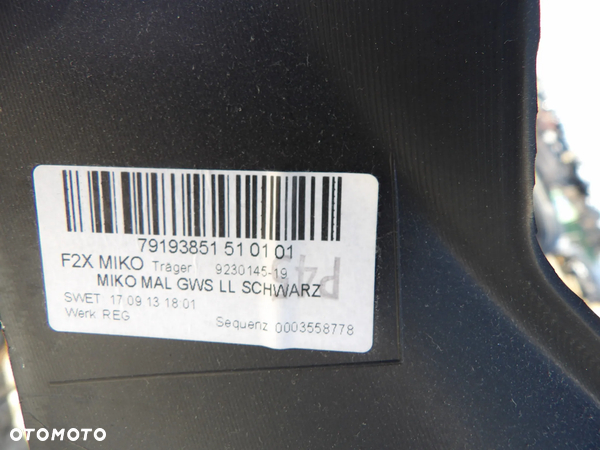 79193851 51 01 01
F2X MIKO Träger 9230145-19
MIKO MAL GWS LL SCHWARZ
SWET 17 09 13 18 01
Werk REG
Sequenz 0003558778
OTOMOTO